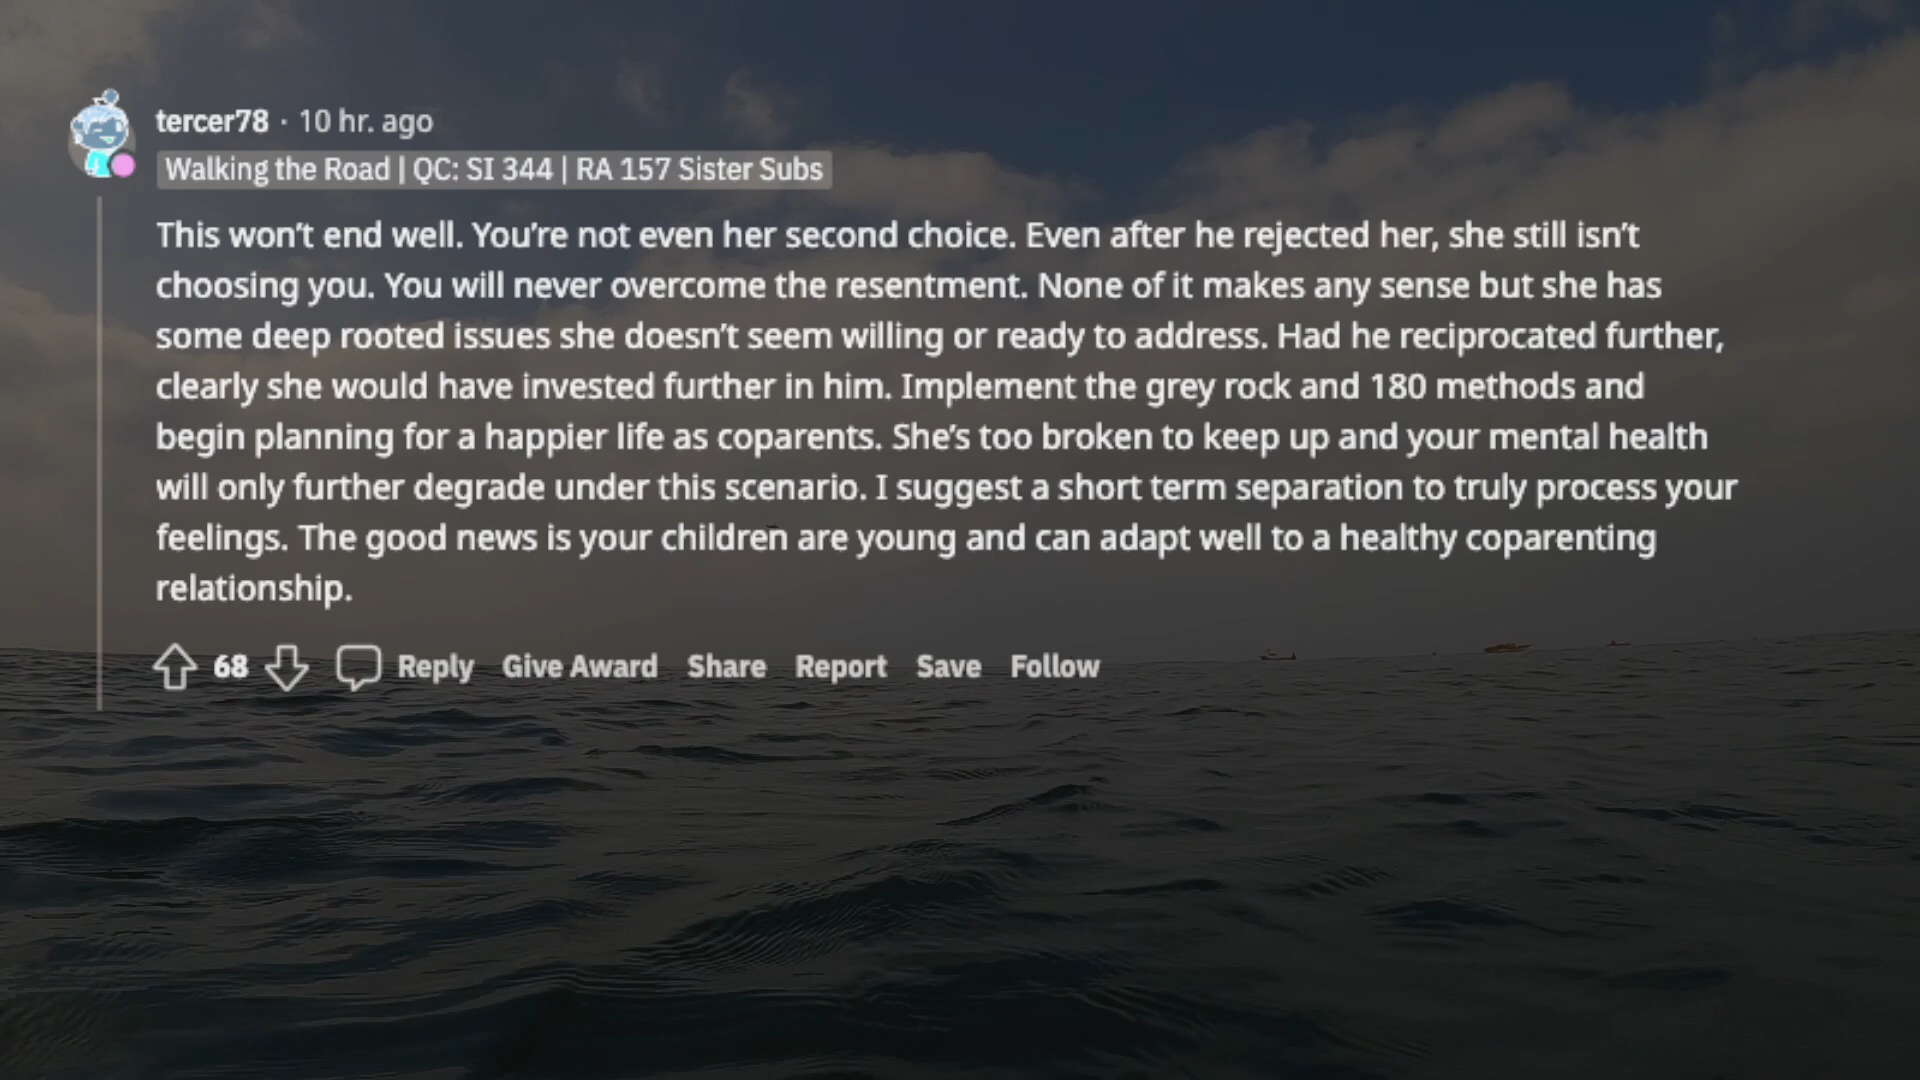 tercer78 · 10 hr. ago
Walking the Road | QC: SI 344 | RA 157 Sister Subs
This won't end well. You're not even her second choice. Even after he rejected her, she still isn't
choosing you. You will never overcome the resentment. None of it makes any sense but she has
some deep rooted issues she doesn't seem willing or ready to address. Had he reciprocated further,
clearly she would have invested further in him. Implement the grey rock and 180 methods and
begin planning for a happier life as coparents. She's too broken to keep up and your mental health
will only further degrade under this scenario. I suggest a short term separation to truly process your
feelings. The good news is your children are young and can adapt well to a healthy coparenting
relationship.
68 Reply Give Award Share Report Save Follow